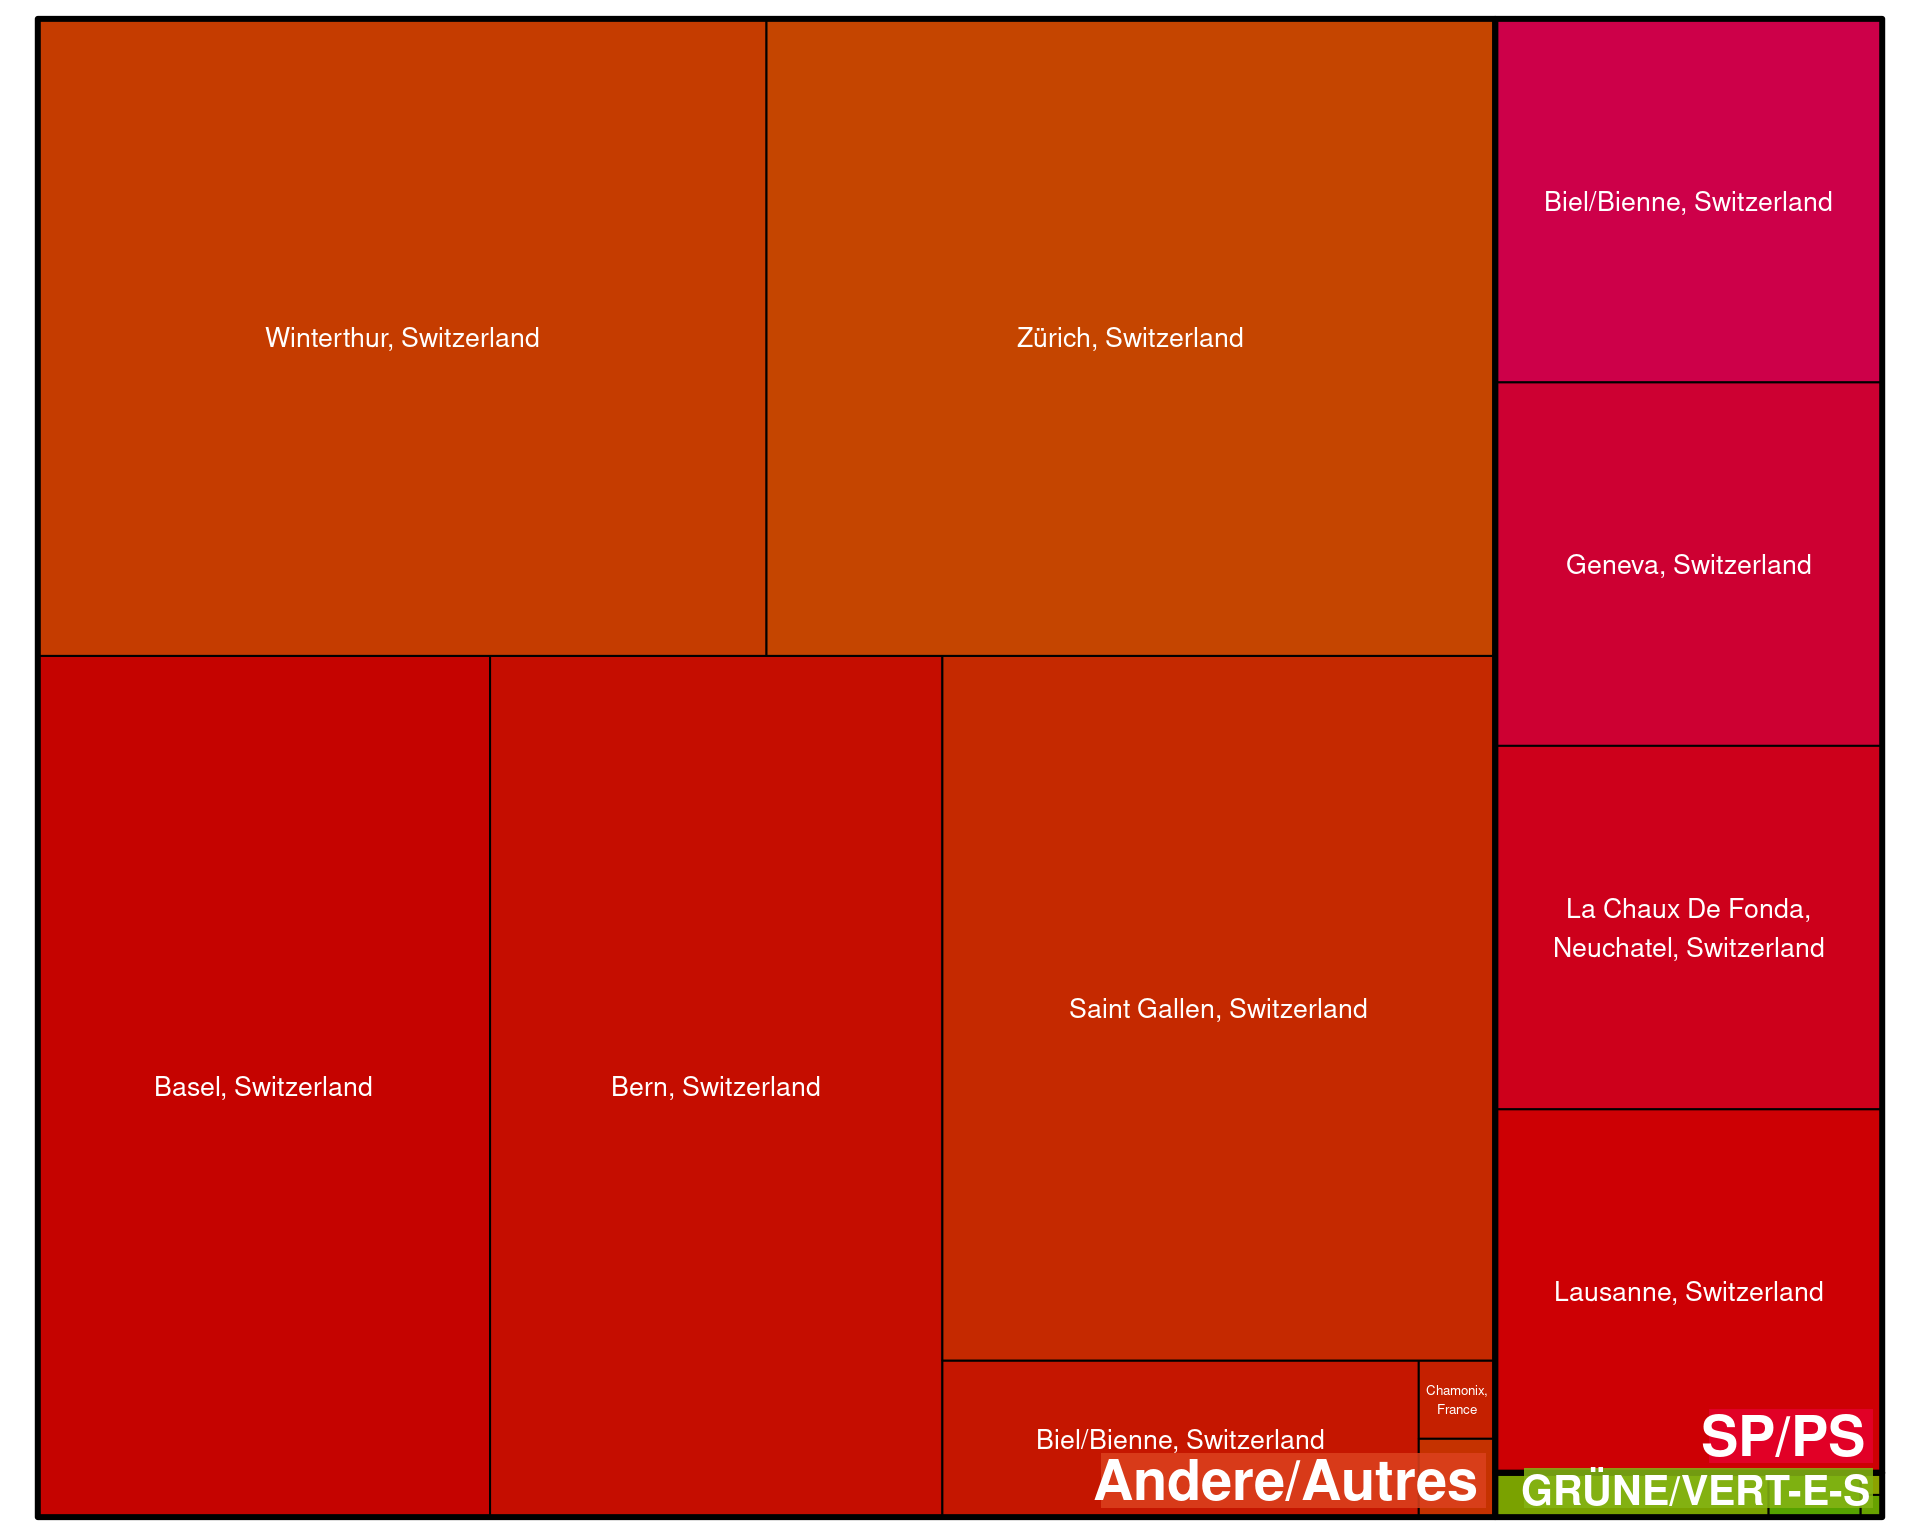 Winterthur, Switzerland
Zürich, Switzerland
Biel/Bienne, Switzerland
Geneva, Switzerland
La Chaux De Fonda,
Neuchatel, Switzerland
Saint Gallen, Switzerland
Basel, Switzerland
Bern, Switzerland
Lausanne, Switzerland
Chamonix,
France
Biel/Bienne, Switzerland
SP/PS
Andere/Autres
GRÜNE/VERT-E-S